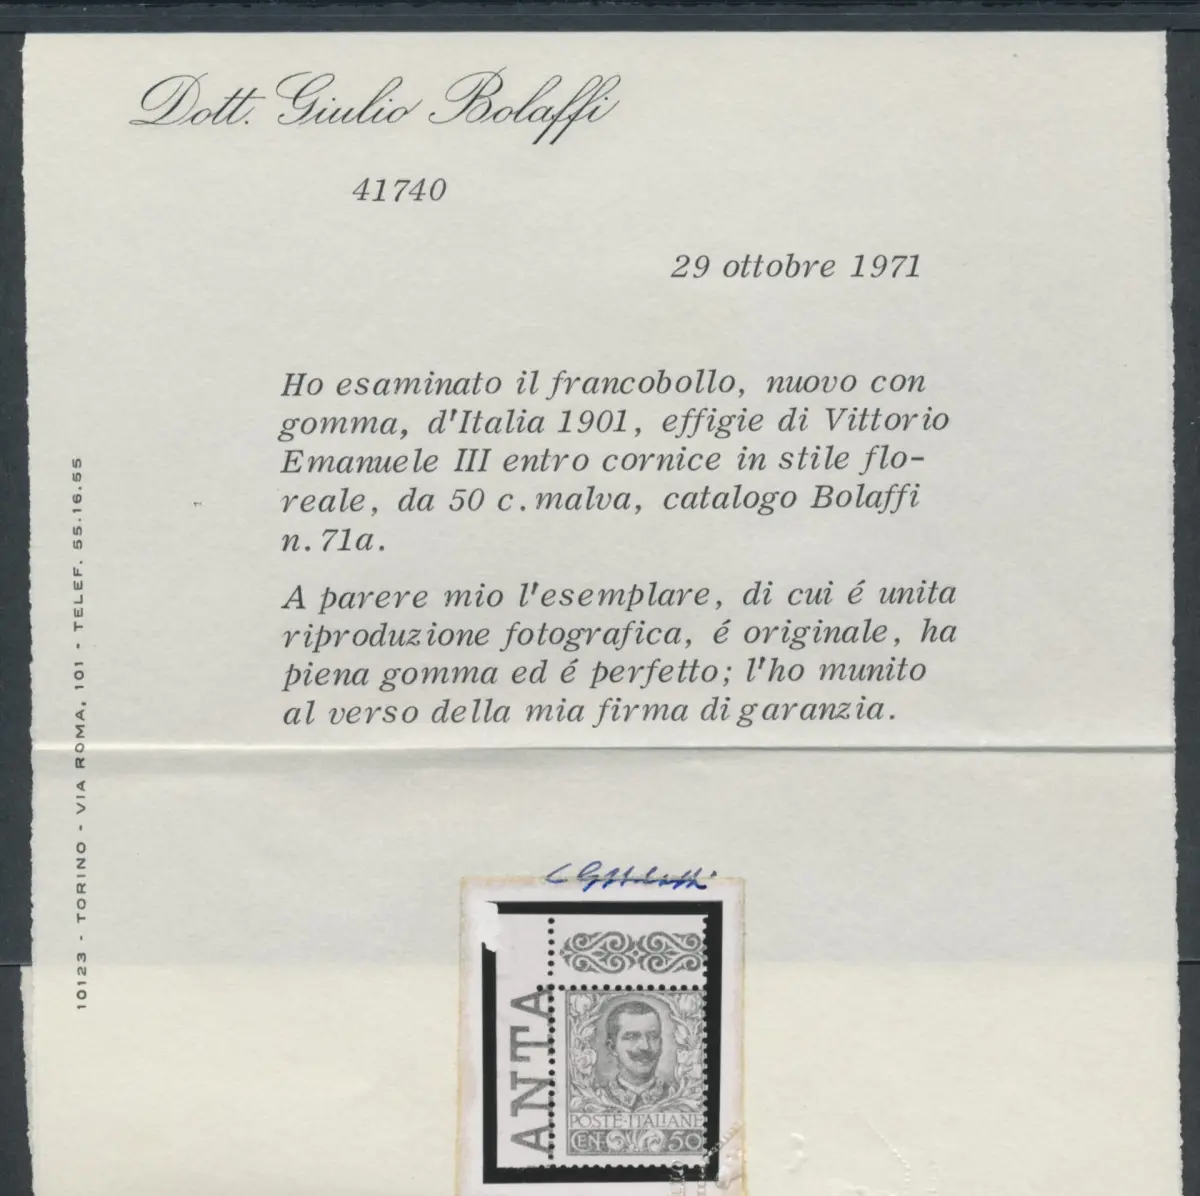 Dott. Giulio Bolaffi
41740
29 ottobre 1971
Ho esaminato il francobollo, nuovo con
gomma, d'Italia 1901, effigie di Vittorio
Emanuele III entro cornice in stile flo-
reale, da 50 c. malva, catalogo Bolaffi
n. 71a.
A parere mio l'esemplare, di cui é unita
riproduzione fotografica, é originale, ha
piena gomma ed é perfetto; l'ho munito
al verso della mia firma di garanzia.
10123 - TORINO - VIA ROMA, 101 - TELEF. 55.16.55
ANTA
POSTE·ITALIANE
CEN. 50